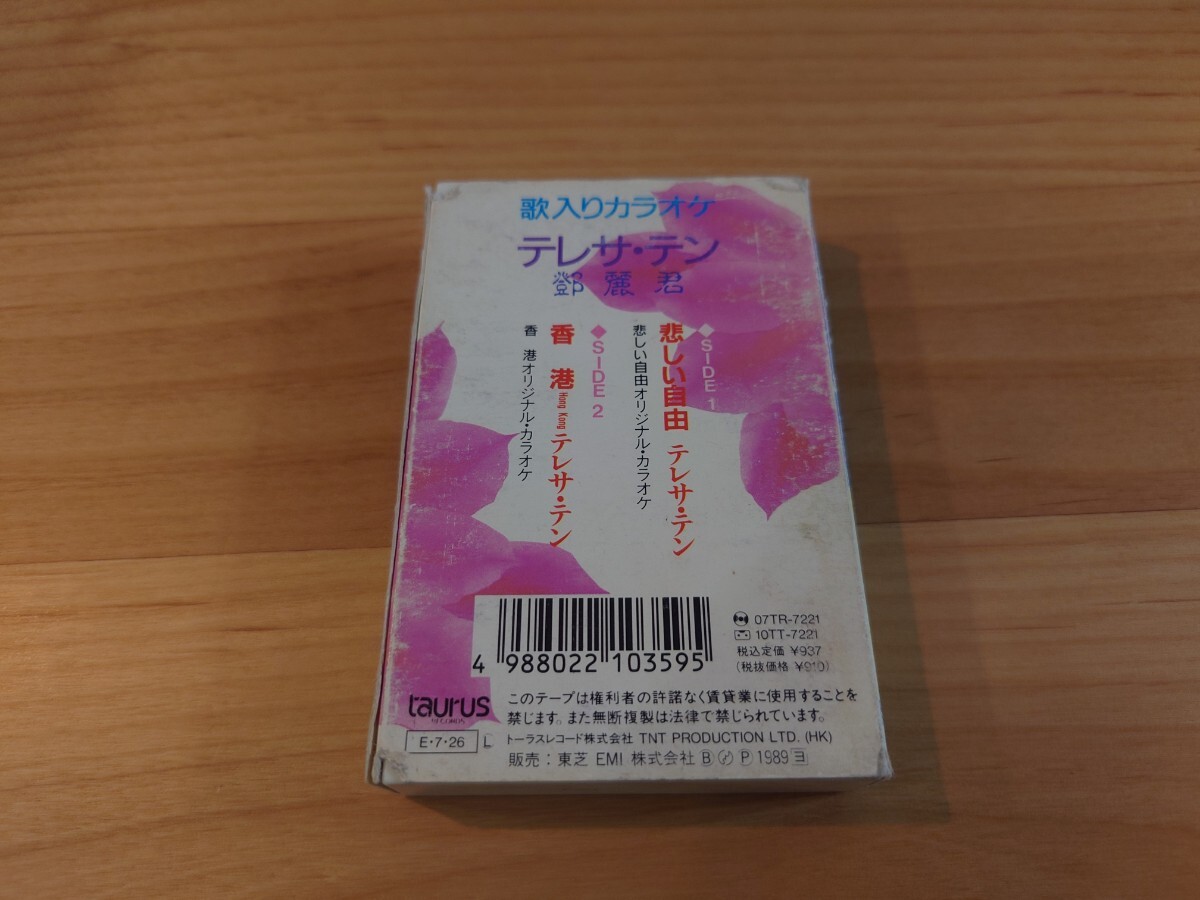 歌入りカラオケ
テレサ・テン
鄧麗君
◆SIDE 1
悲しい自由 テレサ・テン
悲しい自由オリジナル・カラオケ
◆SIDE 2
香港 Hong Kong テレサ・テン
香港オリジナル・カラオケ
4 988022 103595
07TR-7221
10TT-7221
税込定価 ¥937
(税抜価格 ¥910)
taurus
RECORDS
E・7・26 L
このテープは権利者の許諾なく賃貸業に使用することを
禁じます。また無断複製は法律で禁じられています。
トーラスレコード株式会社 TNT PRODUCTION LTD. (HK)
販売：東芝 EMI 株式会社 Ⓑ Ⓟ 1989 ヨ